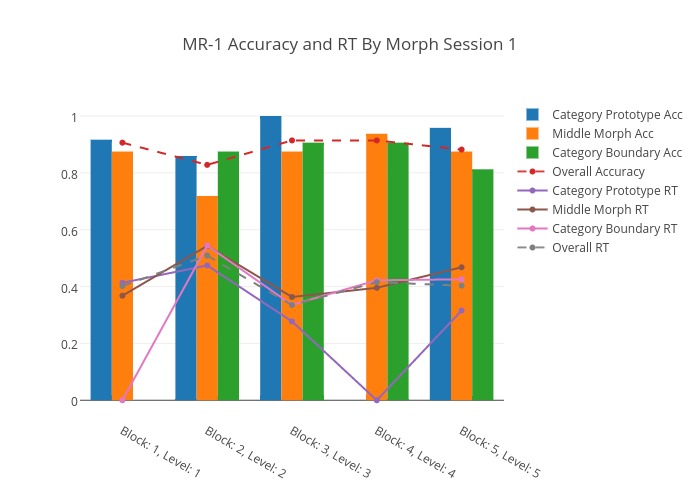 MR-1 Accuracy and RT By Morph Session 1
1
0.8
0.6
0.4
0.2
0
Block: 1, Level: 1
Block: 2, Level: 2
Block: 3, Level: 3
Block: 4, Level: 4
Block: 5, Level: 5
Category Prototype Acc
Middle Morph Acc
Category Boundary Acc
Overall Accuracy
Category Prototype RT
Middle Morph RT
Category Boundary RT
Overall RT